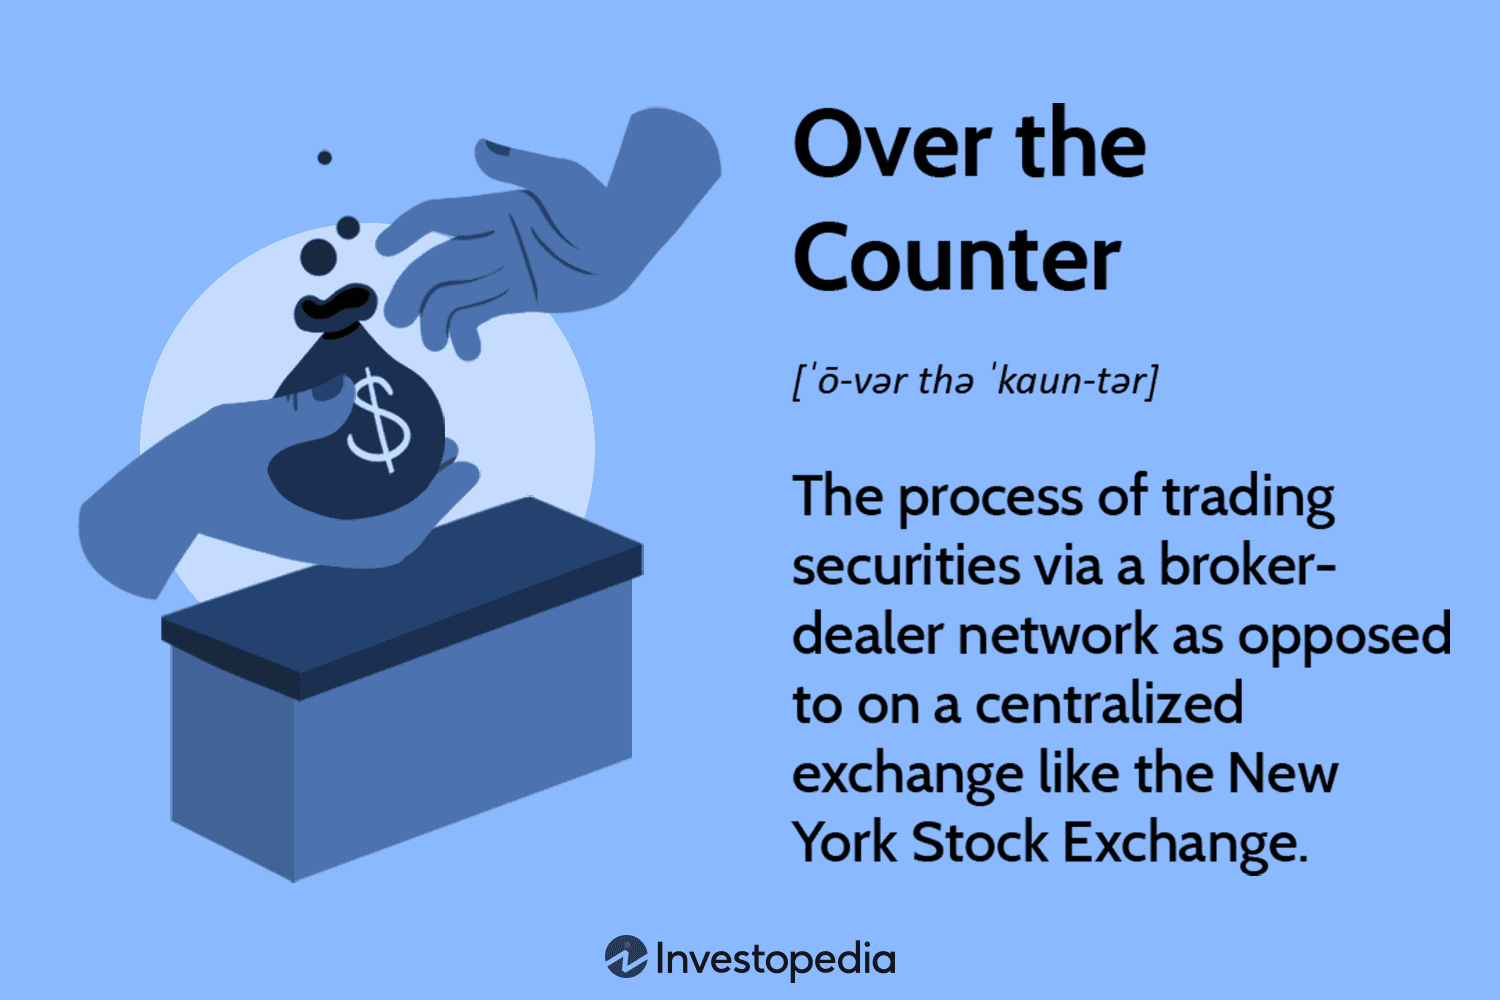 Over the
Counter
[ˈō-vər thə ˈkaun-tər]
The process of trading
securities via a broker-
dealer network as opposed
to on a centralized
exchange like the New
York Stock Exchange.
$
Investopedia